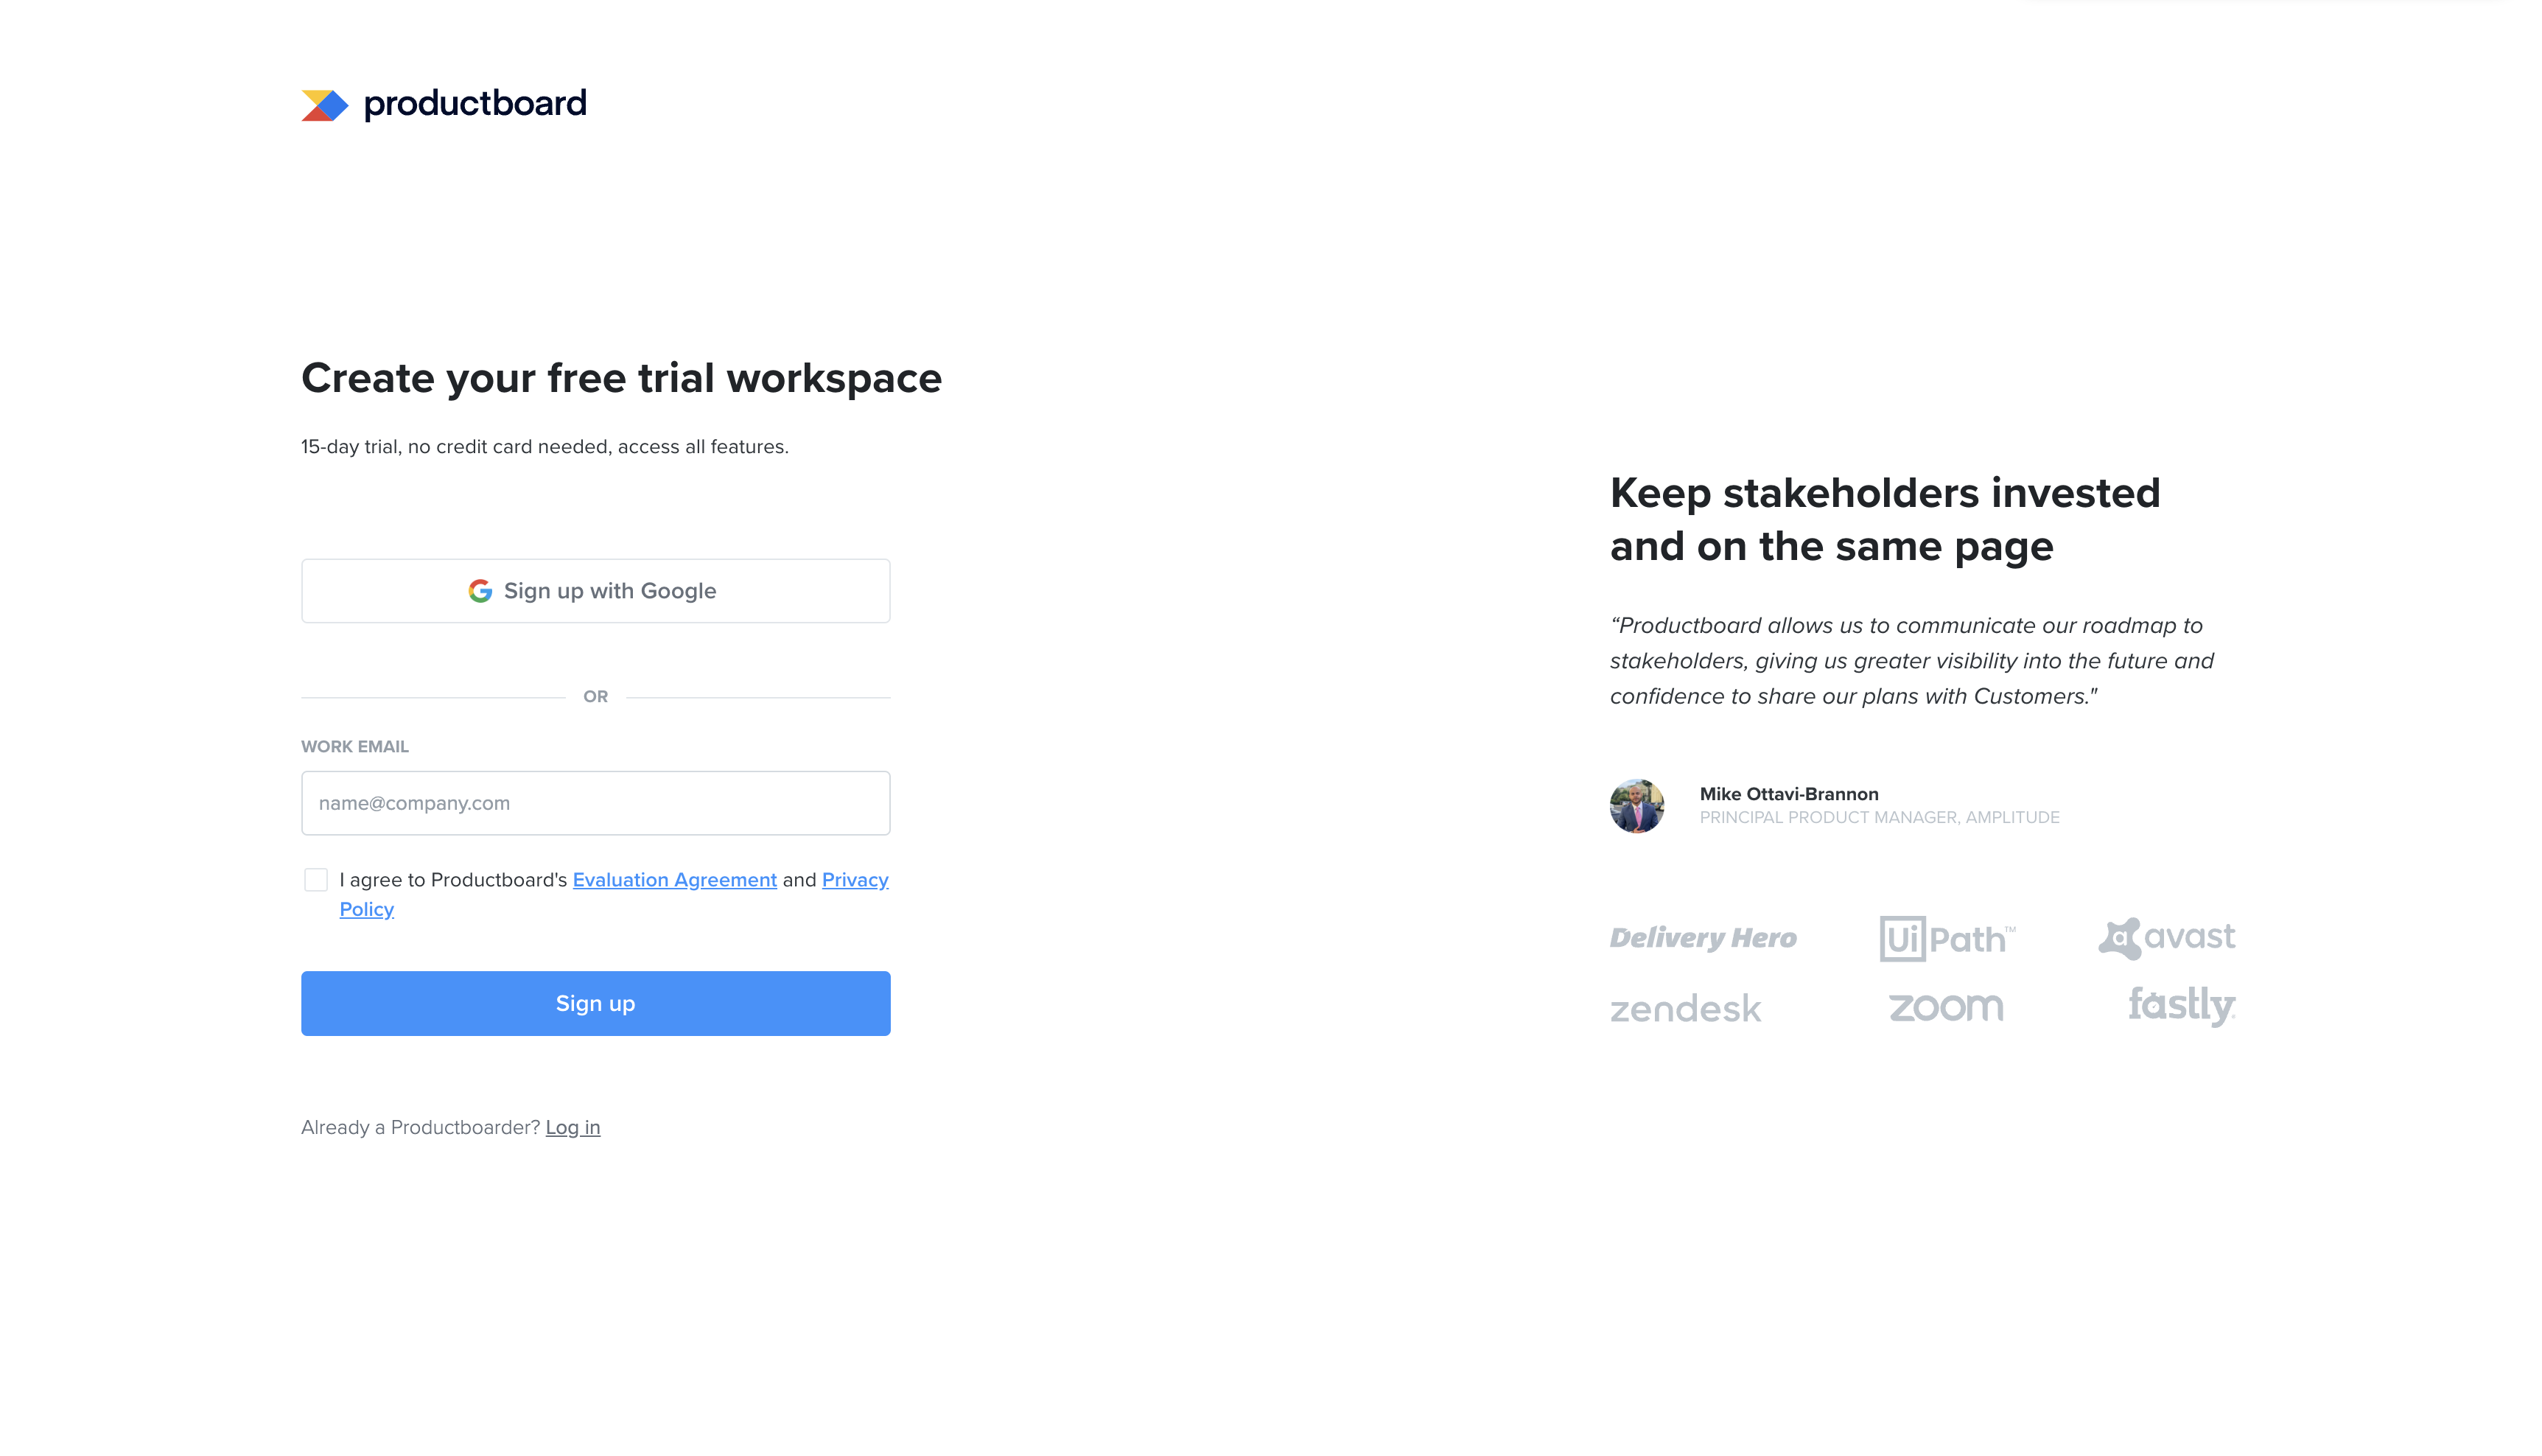 productboard
Create your free trial workspace
15-day trial, no credit card needed, access all features.
Sign up with Google
OR
WORK EMAIL
name@company.com
I agree to Productboard's Evaluation Agreement and Privacy
Policy
Sign up
Already a Productboarder? Log in
Keep stakeholders invested
and on the same page
“Productboard allows us to communicate our roadmap to
stakeholders, giving us greater visibility into the future and
confidence to share our plans with Customers."
Mike Ottavi-Brannon
PRINCIPAL PRODUCT MANAGER, AMPLITUDE
Delivery Hero
UiPath™
avast
zendesk
zoom
fastly